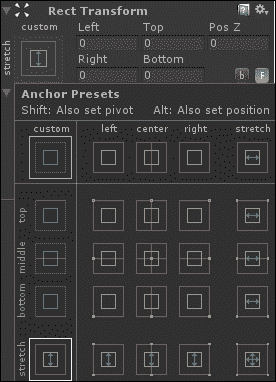 Rect Transform
Left Top Pos Z
0 0 0
Right Bottom
0 0 B R
stretch
custom
Anchor Presets
Shift: Also set pivot Alt: Also set position
custom left center right stretch
top
middle
bottom
stretch